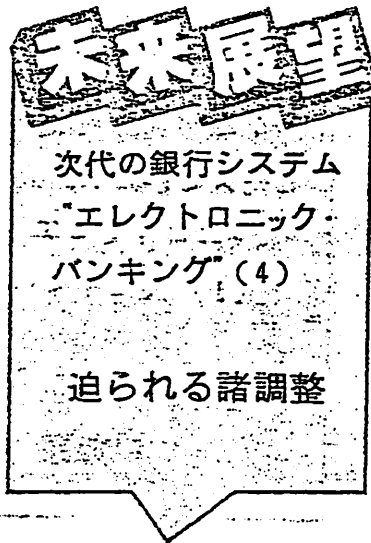 未来展望
次代の銀行システム
“エレクトロニック・
バンキング”（4）
迫られる諸調整